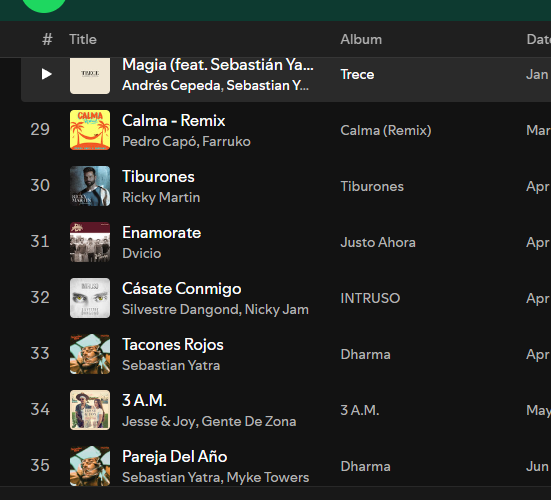 # Title Album Date
Magia (feat. Sebastián Ya...
Andrés Cepeda, Sebastian Y...
Trece
Jan
TRECE
29
Calma - Remix
Pedro Capó, Farruko
Calma (Remix)
Mar
CALMA
30
Tiburones
Ricky Martin
Tiburones
Apr
31
Enamorate
Dvicio
Justo Ahora
Apr
32
Cásate Conmigo
Silvestre Dangond, Nicky Jam
INTRUSO
Apr
33
Tacones Rojos
Sebastian Yatra
Dharma
Apr
34
3 A.M.
Jesse & Joy, Gente De Zona
3 A.M.
May
35
Pareja Del Año
Sebastian Yatra, Myke Towers
Dharma
Jun